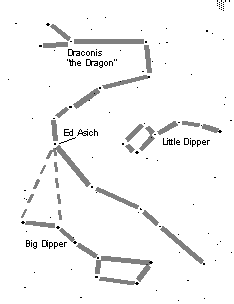 Draconis
"the Dragon"
Ed Asich
Little Dipper
Big Dipper